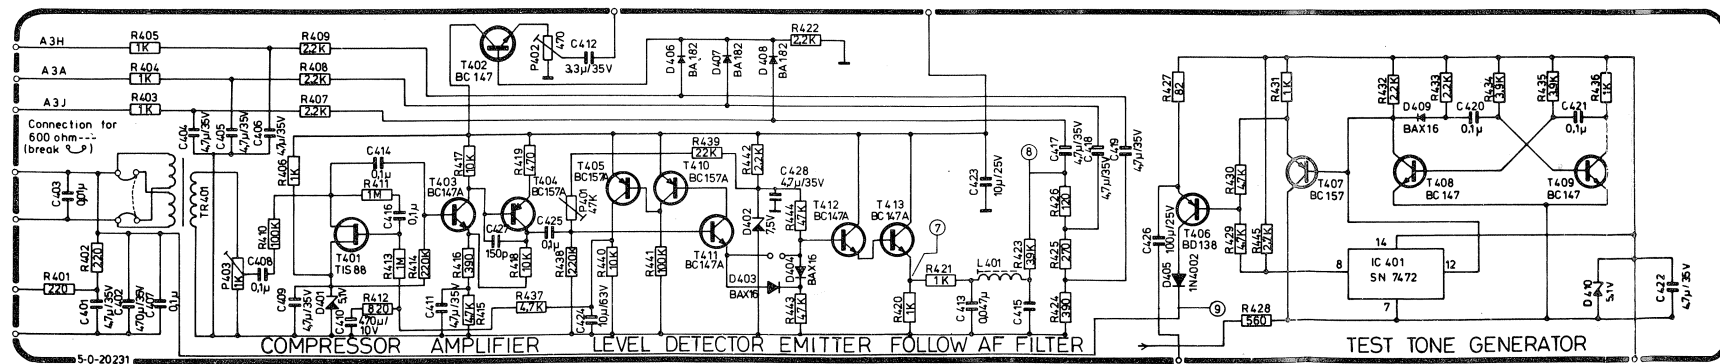 A3H
R405
1K
R409
2.2K
A3A
R404
1K
R408
2.2K
A3J
R403
1K
R407
2.2K
Connection for
600 ohm---
(break )
C404
4,7µ/35V
C405
4,7µ/35V
C406
4,7µ/35V
C403
TR401
R402
220
R401
220
C401
4,7µ/35V
C402
470µ/35V
C407
0,1µ
P403
1K
R410
100K
C408
0,1µ
R406
1K
C409
4,7µ/35V
D401
5,1V
C410
470µ/
10V
R412
820
C414
0,1µ
R411
1M
C416
0,1µ
T401
TIS 88
R413
1M
R414
220K
T402
BC147
P402
470
C412
3,3µ/35V
R417
10K
T403
BC147A
R416
390
C411
4,7µ/35V
R415
4,7K
R419
470
T404
BC157A
C427
150p
R418
10K
C425
0,1µ
R437
4,7K
P401
47K
R438
220K
C424
10µ/63V
T405
BC157A
R440
10K
T410
BC157A
R441
100K
R439
22K
T411
BC147A
D406
BA182
D407
BA182
D408
BA182
R422
2,2K
R442
2,2K
C428
4,7µ/35V
D402
7,5V
R444
47K
D403
BAX16
D404
BAX16
R443
4,7K
T412
BC147A
T413
BC147A
7
R420
1K
R421
1K
L401
C413
0,047µ
C415
C423
10µ/25V
8
R423
39K
C417
4,7µ/35V
C418
4,7µ/35V
C419
4,7µ/35V
R426
120
R425
270
R424
390
R427
82
C426
100µ/25V
T406
BD138
D405
1N4002
9
R428
560
R430
47K
R429
47K
R445
2,7K
R431
1K
T407
BC157
R432
2.2K
R433
2.2K
R434
3,9K
R435
3,9K
R436
1K
D409
BAX16
C420
0,1µ
C421
0,1µ
T408
BC147
T409
BC147
14
8
IC 401
SN 7472
12
7
D410
5,1V
C422
4,7µ/35V
COMPRESSOR AMPLIFIER LEVEL DETECTOR EMITTER FOLLOW AF FILTER TEST TONE GENERATOR
5-0-20231